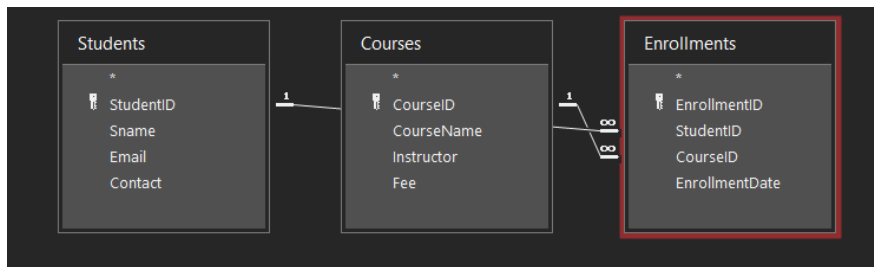 Students
*
StudentID
Sname
Email
Contact
1
Courses
*
CourseID
CourseName
Instructor
Fee
1
∞
∞
Enrollments
*
EnrollmentID
StudentID
CourseID
EnrollmentDate